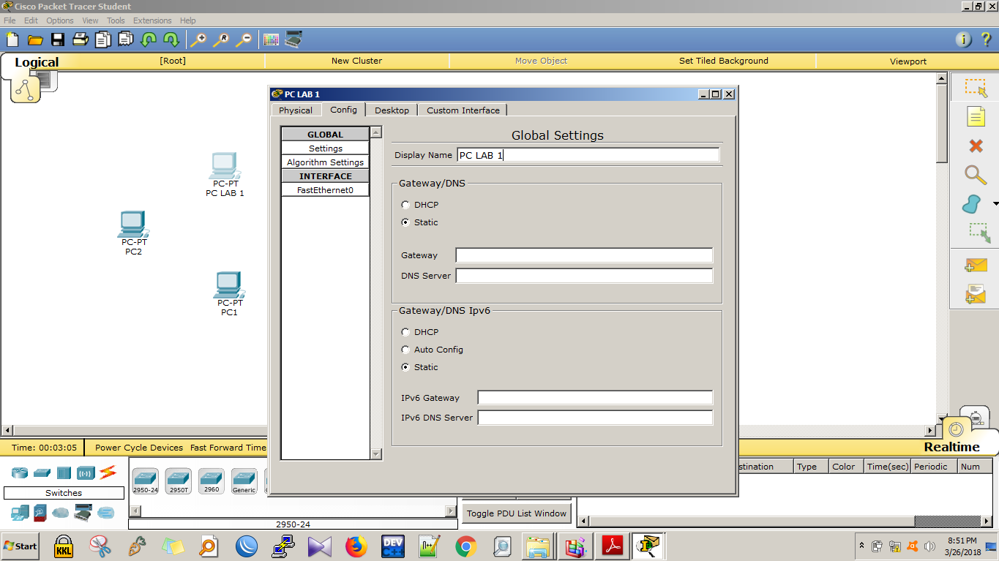 Cisco Packet Tracer Student
File Edit Options View Tools Extensions Help
Logical
[Root]
New Cluster
Move Object
Set Tiled Background
Viewport
PC-PT
PC LAB 1
PC-PT
PC2
PC-PT
PC1
PC LAB 1
Physical Config Desktop Custom Interface
GLOBAL
Settings
Algorithm Settings
INTERFACE
FastEthernet0
Global Settings
Display Name PC LAB 1
Gateway/DNS
DHCP
Static
Gateway
DNS Server
Gateway/DNS Ipv6
DHCP
Auto Config
Static
IPv6 Gateway
IPv6 DNS Server
Time: 00:03:05 Power Cycle Devices Fast Forward Time
Realtime
Switches
2950-24 2950T 2960 Generic
2950-24
Toggle PDU List Window
stination Type Color Time(sec) Periodic Num
Start
KKL
DEV
C++
8:51 PM
3/26/2018